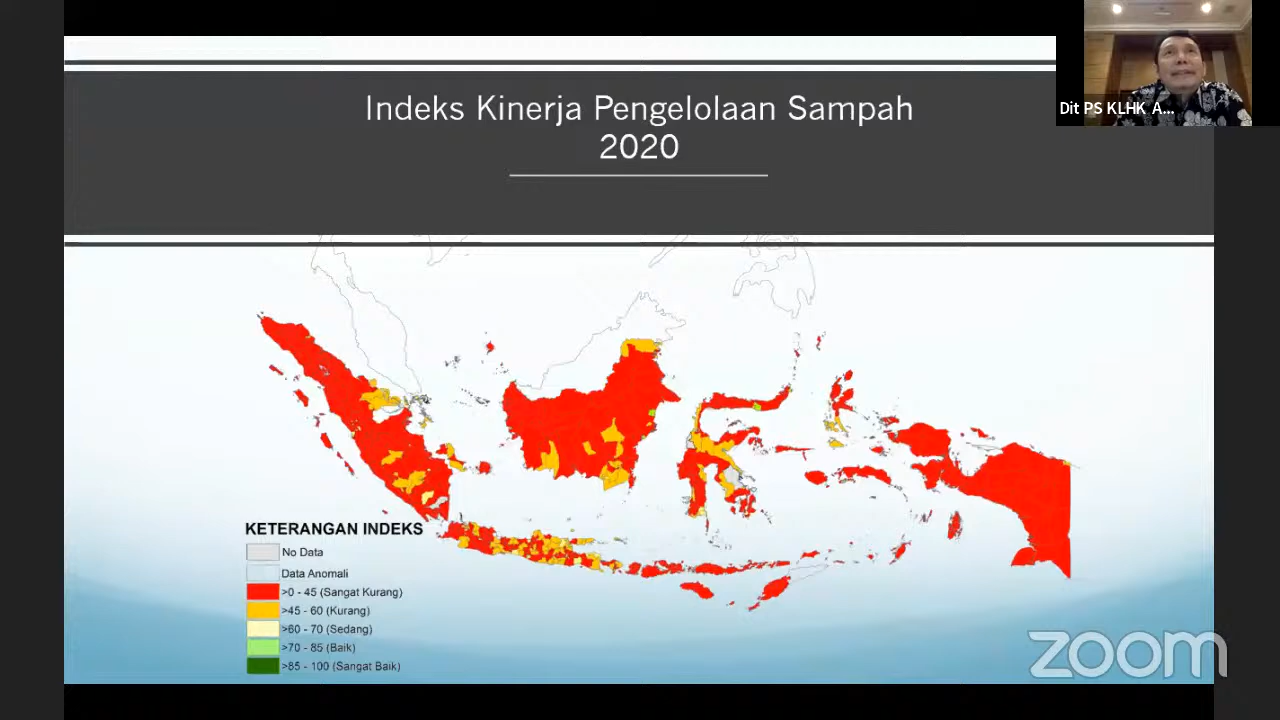 Indeks Kinerja Pengelolaan Sampah
2020
Dit PS KLHK A...
KETERANGAN INDEKS
No Data
Data Anomali
>0 - 45 (Sangat Kurang)
>45 - 60 (Kurang)
>60 - 70 (Sedang)
>70 - 85 (Baik)
>85 - 100 (Sangat Baik)
zoom